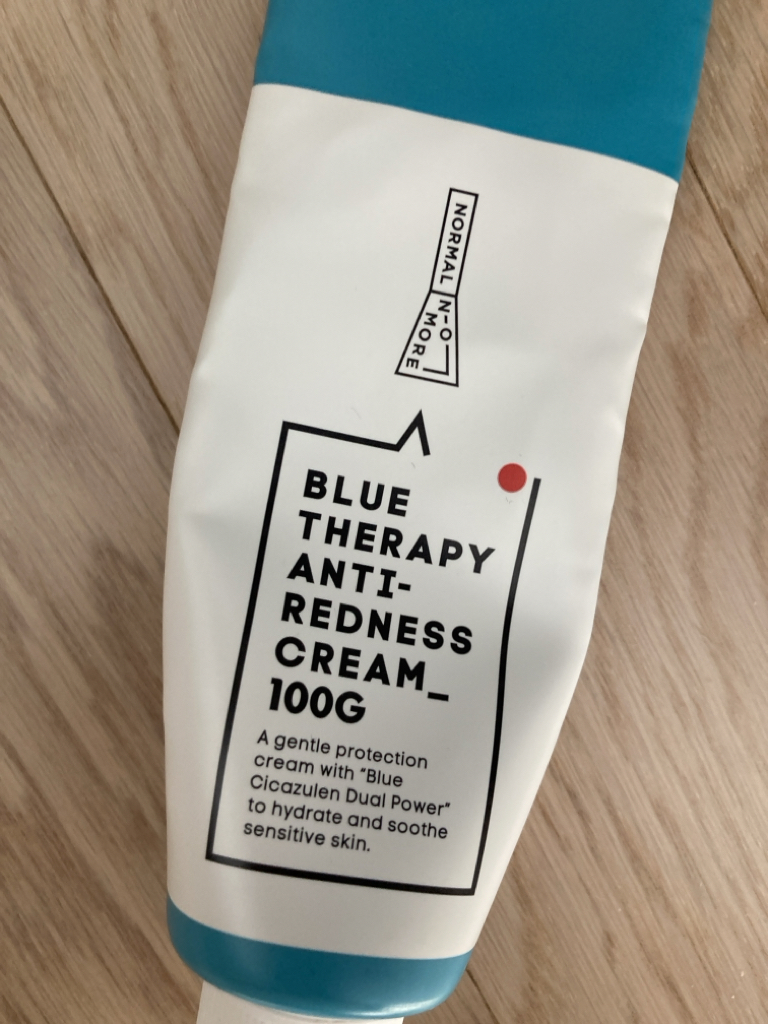 NORMAL
N-O
MORE
BLUE
THERAPY
ANTI-
REDNESS
CREAM_
100G
A gentle protection
cream with "Blue
Cicazulen Dual Power"
to hydrate and soothe
sensitive skin.